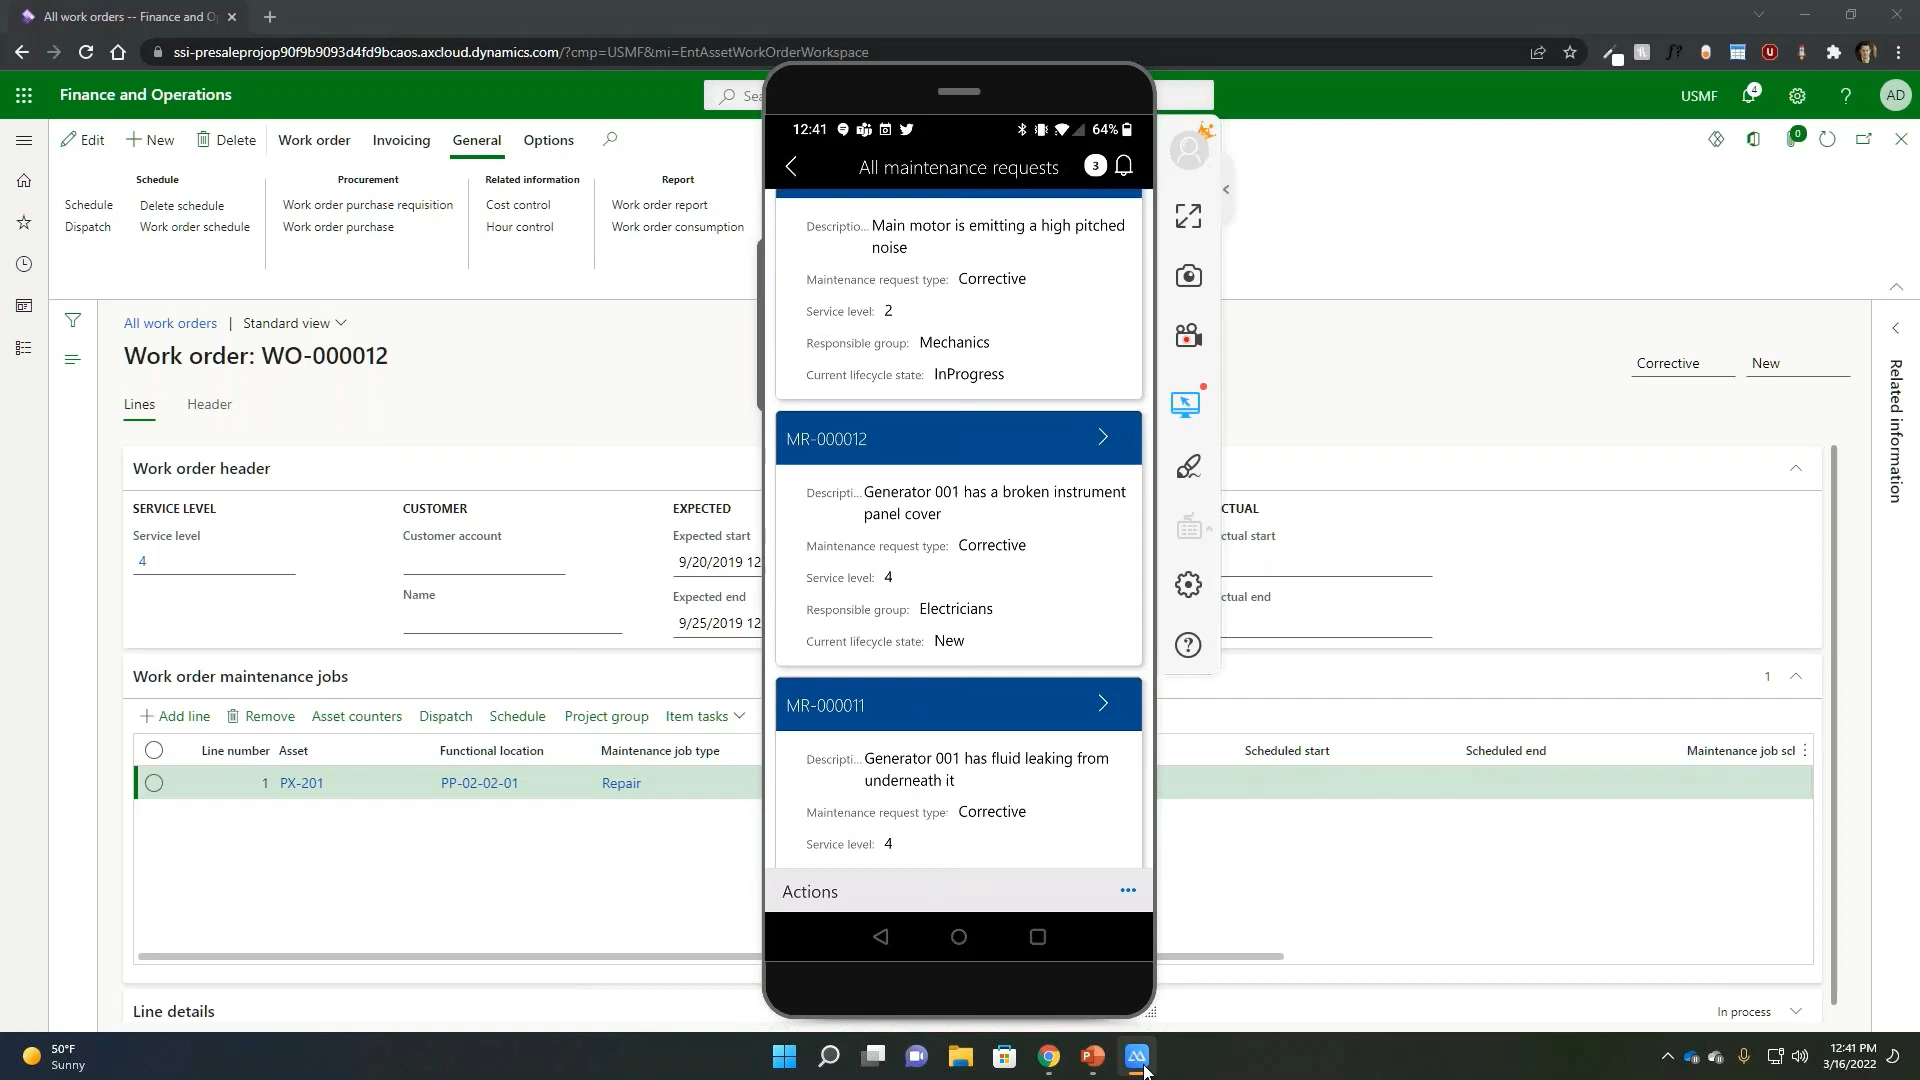 All work orders -- Finance and O
ssi-presaleprojop90f9b9093d4fd9bcaos.axcloud.dynamics.com/?cmp=USMF&mi=EntAssetWorkOrderWorkspace
Finance and Operations
Sea
USMF
4
?
AD
Edit
New
Delete
Work order
Invoicing
General
Options
0
Schedule
Procurement
Related information
Report
Schedule
Delete schedule
Work order purchase requisition
Cost control
Work order report
Dispatch
Work order schedule
Work order purchase
Hour control
Work order consumption
All work orders | Standard view
Work order: WO-000012
Corrective
New
Lines
Header
Related information
Work order header
SERVICE LEVEL
CUSTOMER
EXPECTED
CTUAL
Service level
Customer account
Expected start
ctual start
4
9/20/2019 12
Name
Expected end
ctual end
9/25/2019 12
Work order maintenance jobs
1
Add line
Remove
Asset counters
Dispatch
Schedule
Project group
Item tasks
Line number
Asset
Functional location
Maintenance job type
Scheduled start
Scheduled end
Maintenance job scl
1
PX-201
PP-02-02-01
Repair
Line details
In process
12:41
64%
All maintenance requests
3
Descriptio... Main motor is emitting a high pitched
noise
Maintenance request type: Corrective
Service level: 2
Responsible group: Mechanics
Current lifecycle state: InProgress
MR-000012
Descripti... Generator 001 has a broken instrument
panel cover
Maintenance request type: Corrective
Service level: 4
Responsible group: Electricians
Current lifecycle state: New
MR-000011
Descripti... Generator 001 has fluid leaking from
underneath it
Maintenance request type: Corrective
Service level: 4
Actions
50°F
Sunny
12:41 PM
3/16/2022